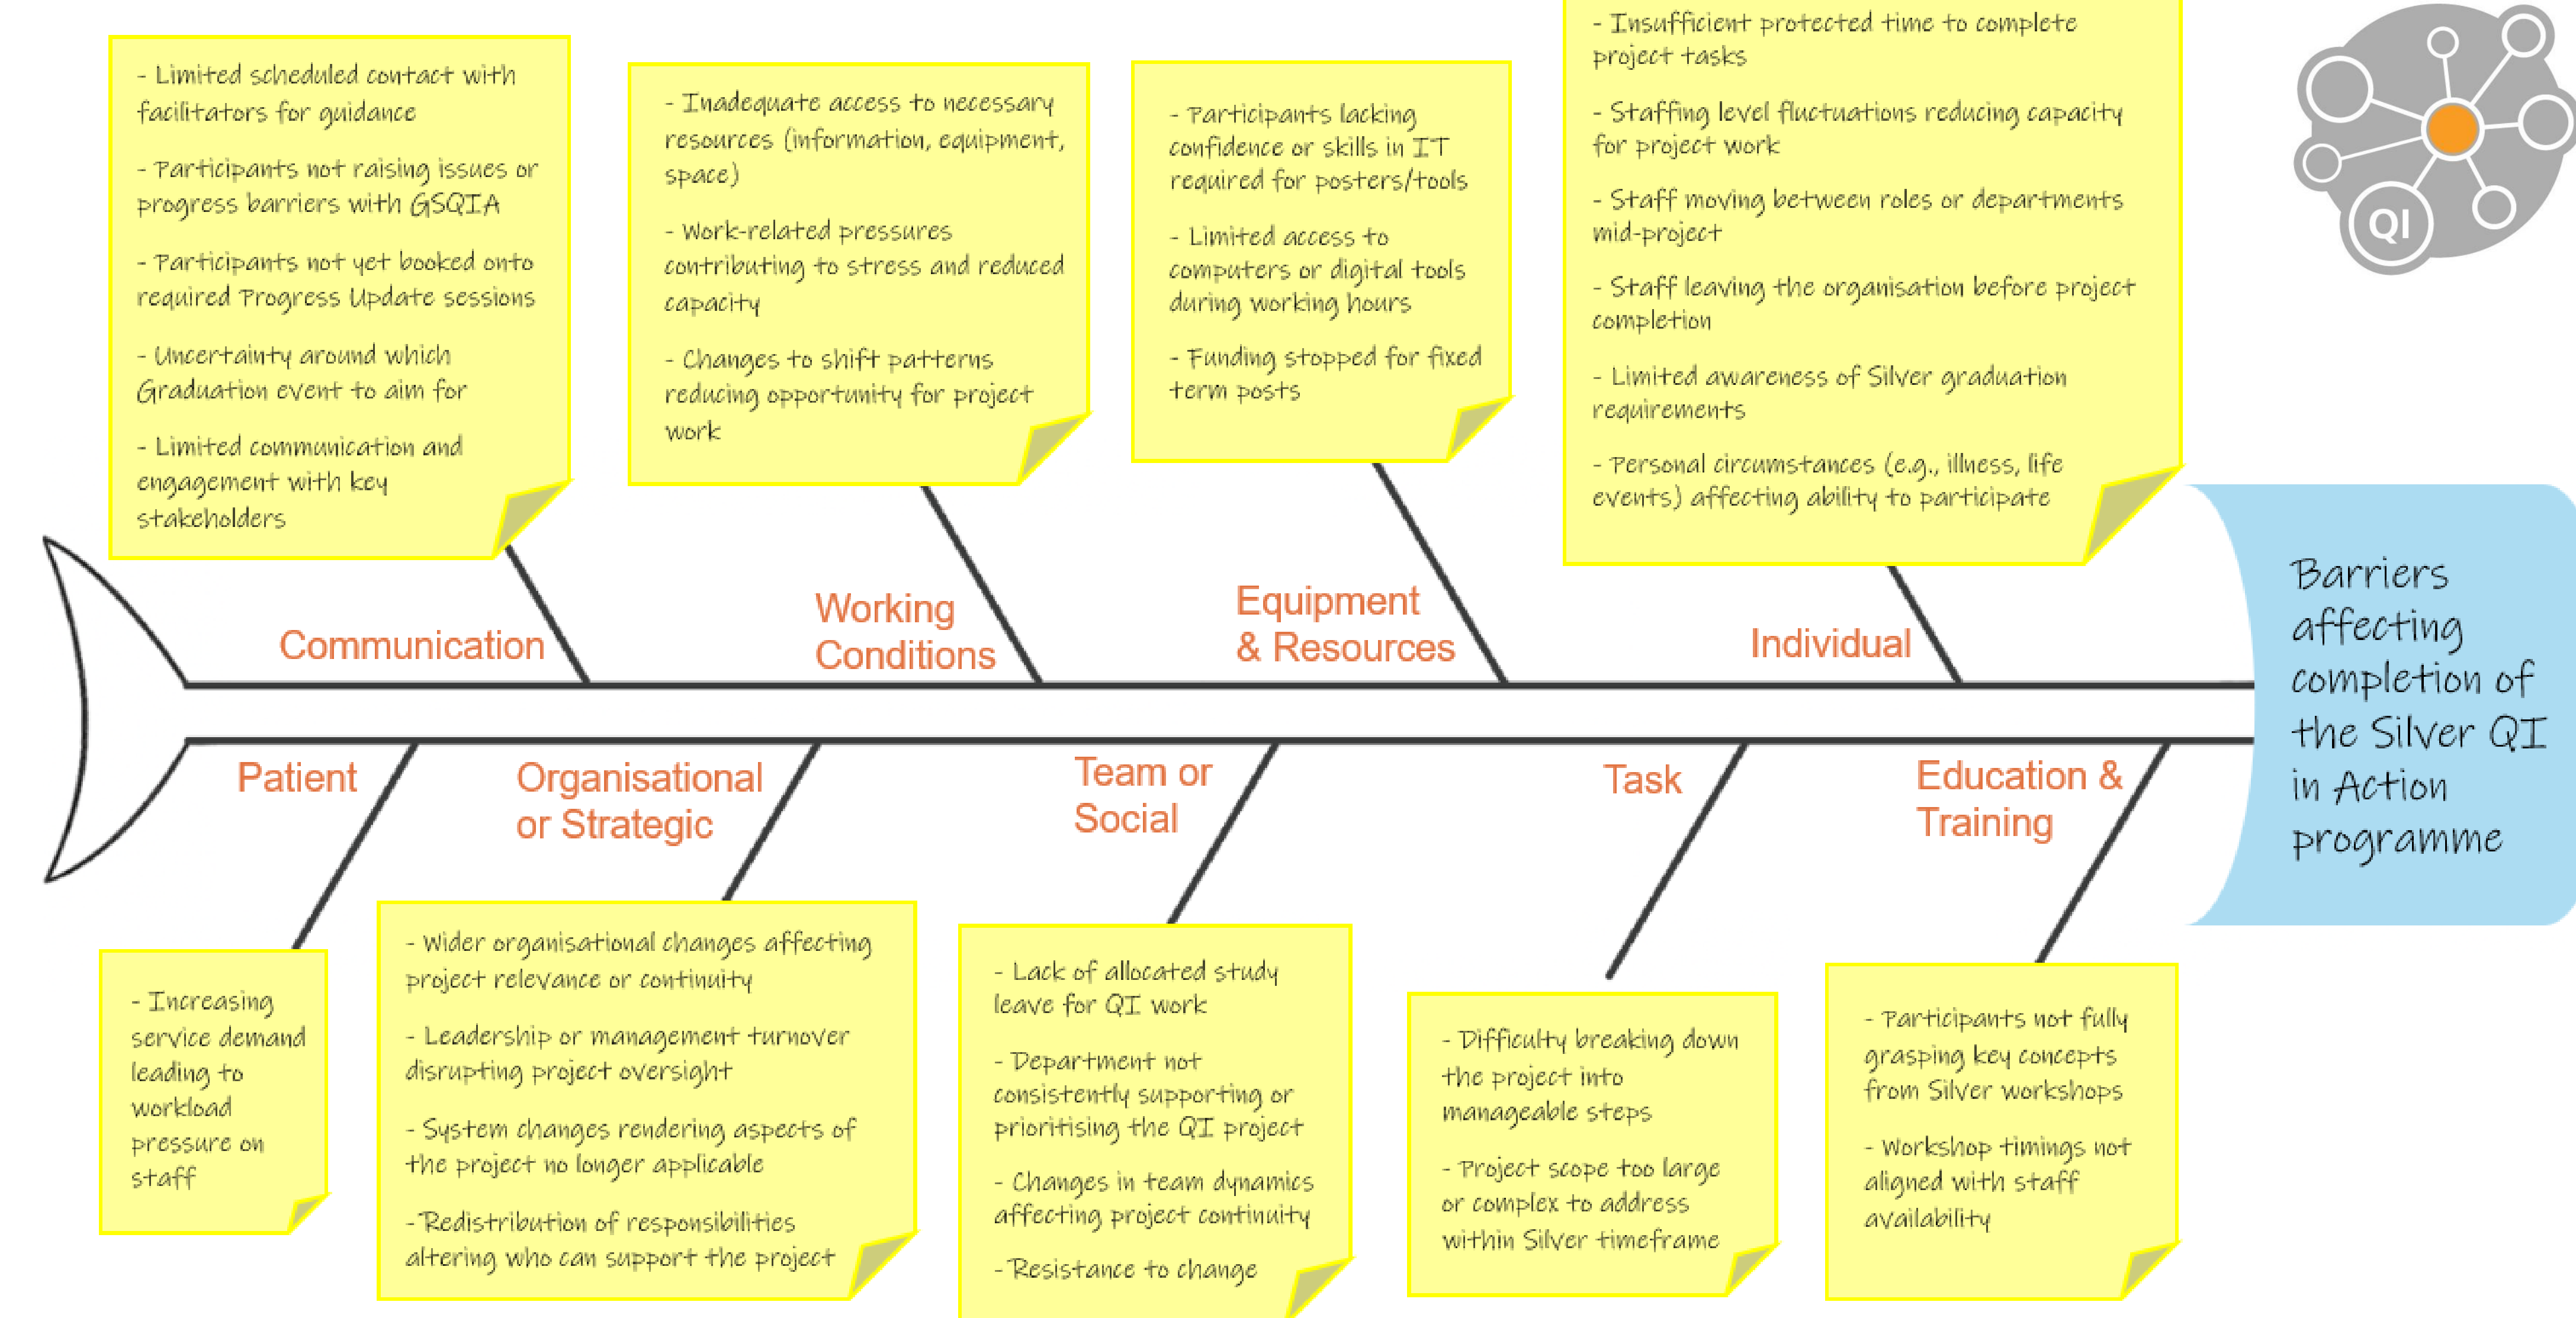 - Limited scheduled contact with
facilitators for guidance
- Participants not raising issues or
progress barriers with GSQIA
- Participants not yet booked onto
required Progress Update sessions
- Uncertainty around which
Graduation event to aim for
- Limited communication and
engagement with key
stakeholders
- Inadequate access to necessary
resources (information, equipment,
space)
- Work-related pressures
contributing to stress and reduced
capacity
- Changes to shift patterns
reducing opportunity for project
work
- Participants lacking
confidence or skills in IT
required for posters/tools
- Limited access to
computers or digital tools
during working hours
- Funding stopped for fixed
term posts
- Insufficient protected time to complete
project tasks
- Staffing level fluctuations reducing capacity
for project work
- Staff moving between roles or departments
mid-project
- Staff leaving the organisation before project
completion
- Limited awareness of Silver graduation
requirements
- Personal circumstances (e.g., illness, life
events) affecting ability to participate
QI
Communication
Working
Conditions
Equipment
& Resources
Individual
Barriers
affecting
completion of
the Silver QI
in Action
programme
Patient
Organisational
or Strategic
Team or
Social
Task
Education &
Training
- Increasing
service demand
leading to
workload
pressure on
staff
- Wider organisational changes affecting
project relevance or continuity
- Leadership or management turnover
disrupting project oversight
- System changes rendering aspects of
the project no longer applicable
- Redistribution of responsibilities
altering who can support the project
- Lack of allocated study
leave for QI work
- Department not
consistently supporting or
prioritising the QI project
- Changes in team dynamics
affecting project continuity
- Resistance to change
- Difficulty breaking down
the project into
manageable steps
- Project scope too large
or complex to address
within Silver timeframe
- Participants not fully
grasping key concepts
from Silver workshops
- Workshop timings not
aligned with staff
availability